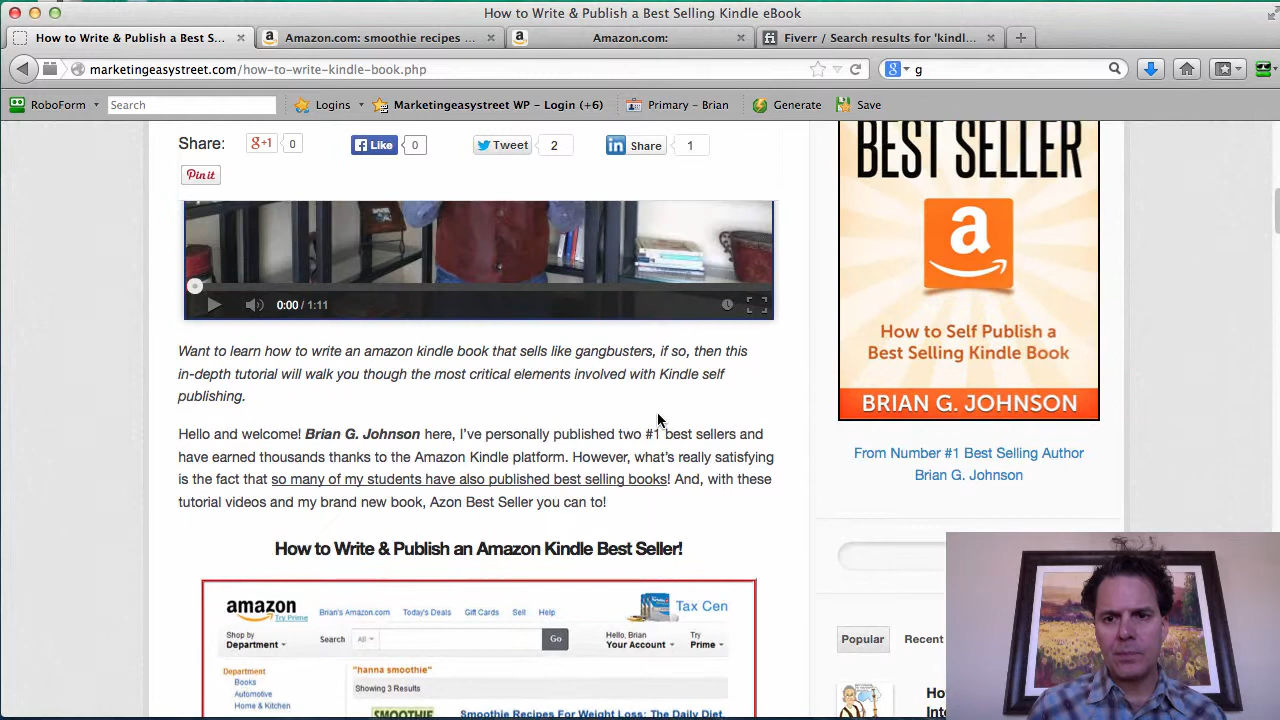 How to Write & Publish a Best Selling Kindle eBook
How to Write & Publish a Best S...
Amazon.com: smoothie recipes ...
Amazon.com:
Fiverr / Search results for 'kindl...
marketingeasystreet.com/how-to-write-kindle-book.php
g
RoboForm
Search
Logins
Marketingeasystreet WP - Login (+6)
Primary - Brian
Generate
Save
Share:
g+1
0
Like
0
Tweet
2
in
Share
1
Pin it
0:00 / 1:11
Want to learn how to write an amazon kindle book that sells like gangbusters, if so, then this
in-depth tutorial will walk you though the most critical elements involved with Kindle self
publishing.
Hello and welcome! Brian G. Johnson here, I've personally published two #1 best sellers and
have earned thousands thanks to the Amazon Kindle platform. However, what's really satisfying
is the fact that so many of my students have also published best selling books! And, with these
tutorial videos and my brand new book, Azon Best Seller you can to!
How to Write & Publish an Amazon Kindle Best Seller!
amazon
Try Prime
Brian's Amazon.com
Today's Deals
Gift Cards
Sell
Help
Tax Cen
Shop by
Department
Search
All
Go
Hello, Brian
Your Account
Try
Prime
Department
Books
Automotive
Home & Kitchen
"hanna smoothie"
Showing 3 Results
SMOOTHIE
Smoothie Recipes For Weight Loss: The Daily Diet,
BEST
SELLER
a
How to Self Publish a
Best Selling Kindle Book
BRIAN G. JOHNSON
From Number #1 Best Selling Author
Brian G. Johnson
Popular
Recent